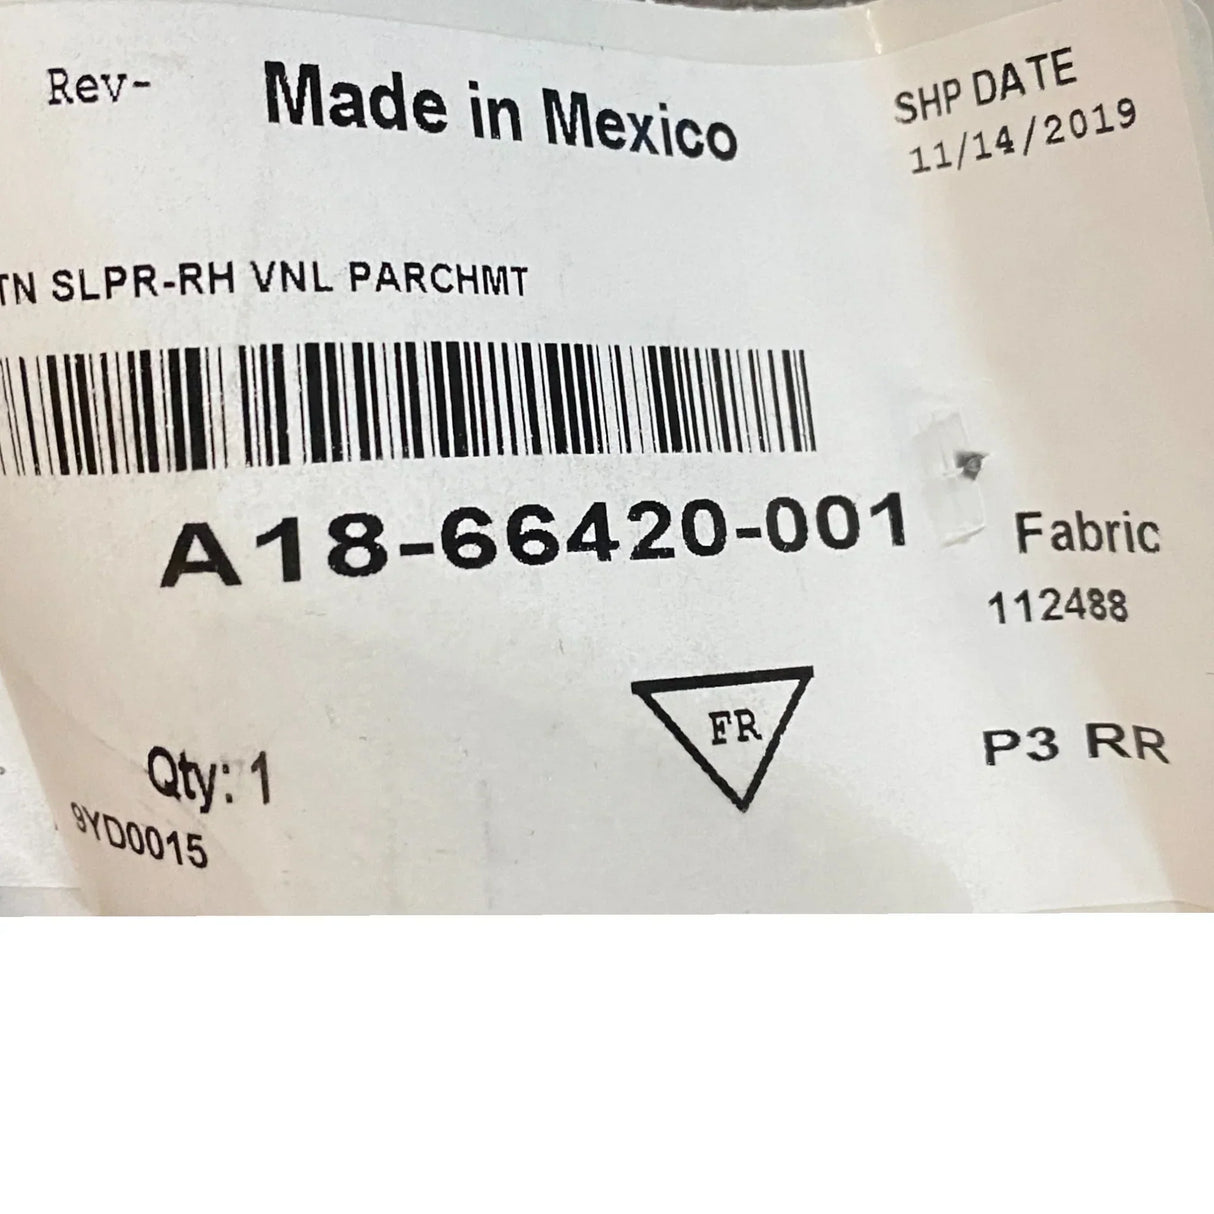 Rev-
Made in Mexico
SHP DATE
11/14/2019
TN SLPR-RH VNL PARCHMT
A18-66420-001
Fabric
112488
FR
P3 RR
Qty: 1
9YD0015